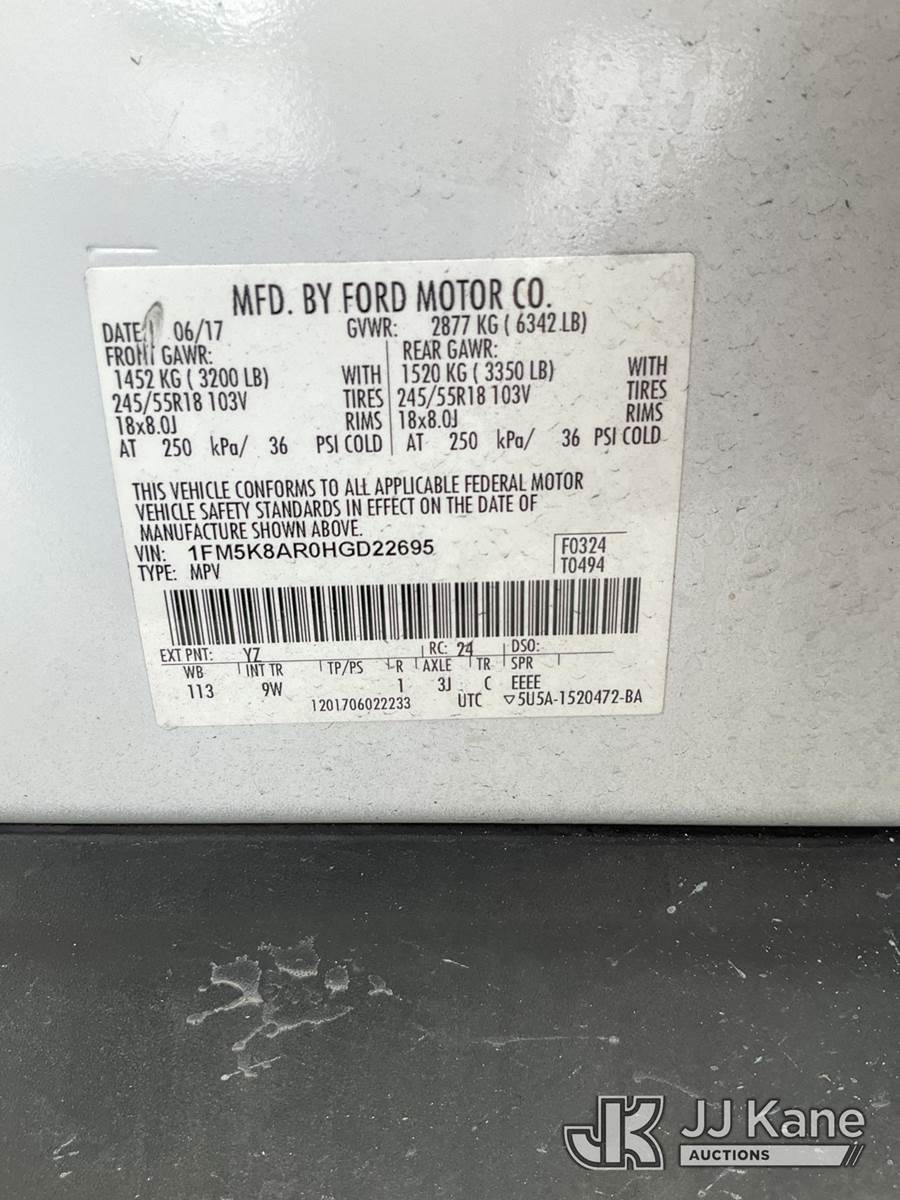 MFD. BY FORD MOTOR CO.
DATE: 06/17 GVWR: 2877 KG ( 6342 LB)
FRONT GAWR: REAR GAWR:
1452 KG ( 3200 LB) WITH 1520 KG ( 3350 LB) WITH
245/55R18 103V TIRES 245/55R18 103V TIRES
18x8.0J RIMS 18x8.0J RIMS
AT 250 kPa/ 36 PSI COLD AT 250 kPa/ 36 PSI COLD
THIS VEHICLE CONFORMS TO ALL APPLICABLE FEDERAL MOTOR
VEHICLE SAFETY STANDARDS IN EFFECT ON THE DATE OF
MANUFACTURE SHOWN ABOVE.
VIN: 1FM5K8AR0HGD22695 F0324
TYPE: MPV T0494
EXT PNT: YZ RC: 24 DSO:
WB INT TR TP/PS R AXLE TR SPR
113 9W 1 3J C EEEE
1201706022233 UTC ▽5U5A-1520472-BA
JK JJ Kane
AUCTIONS